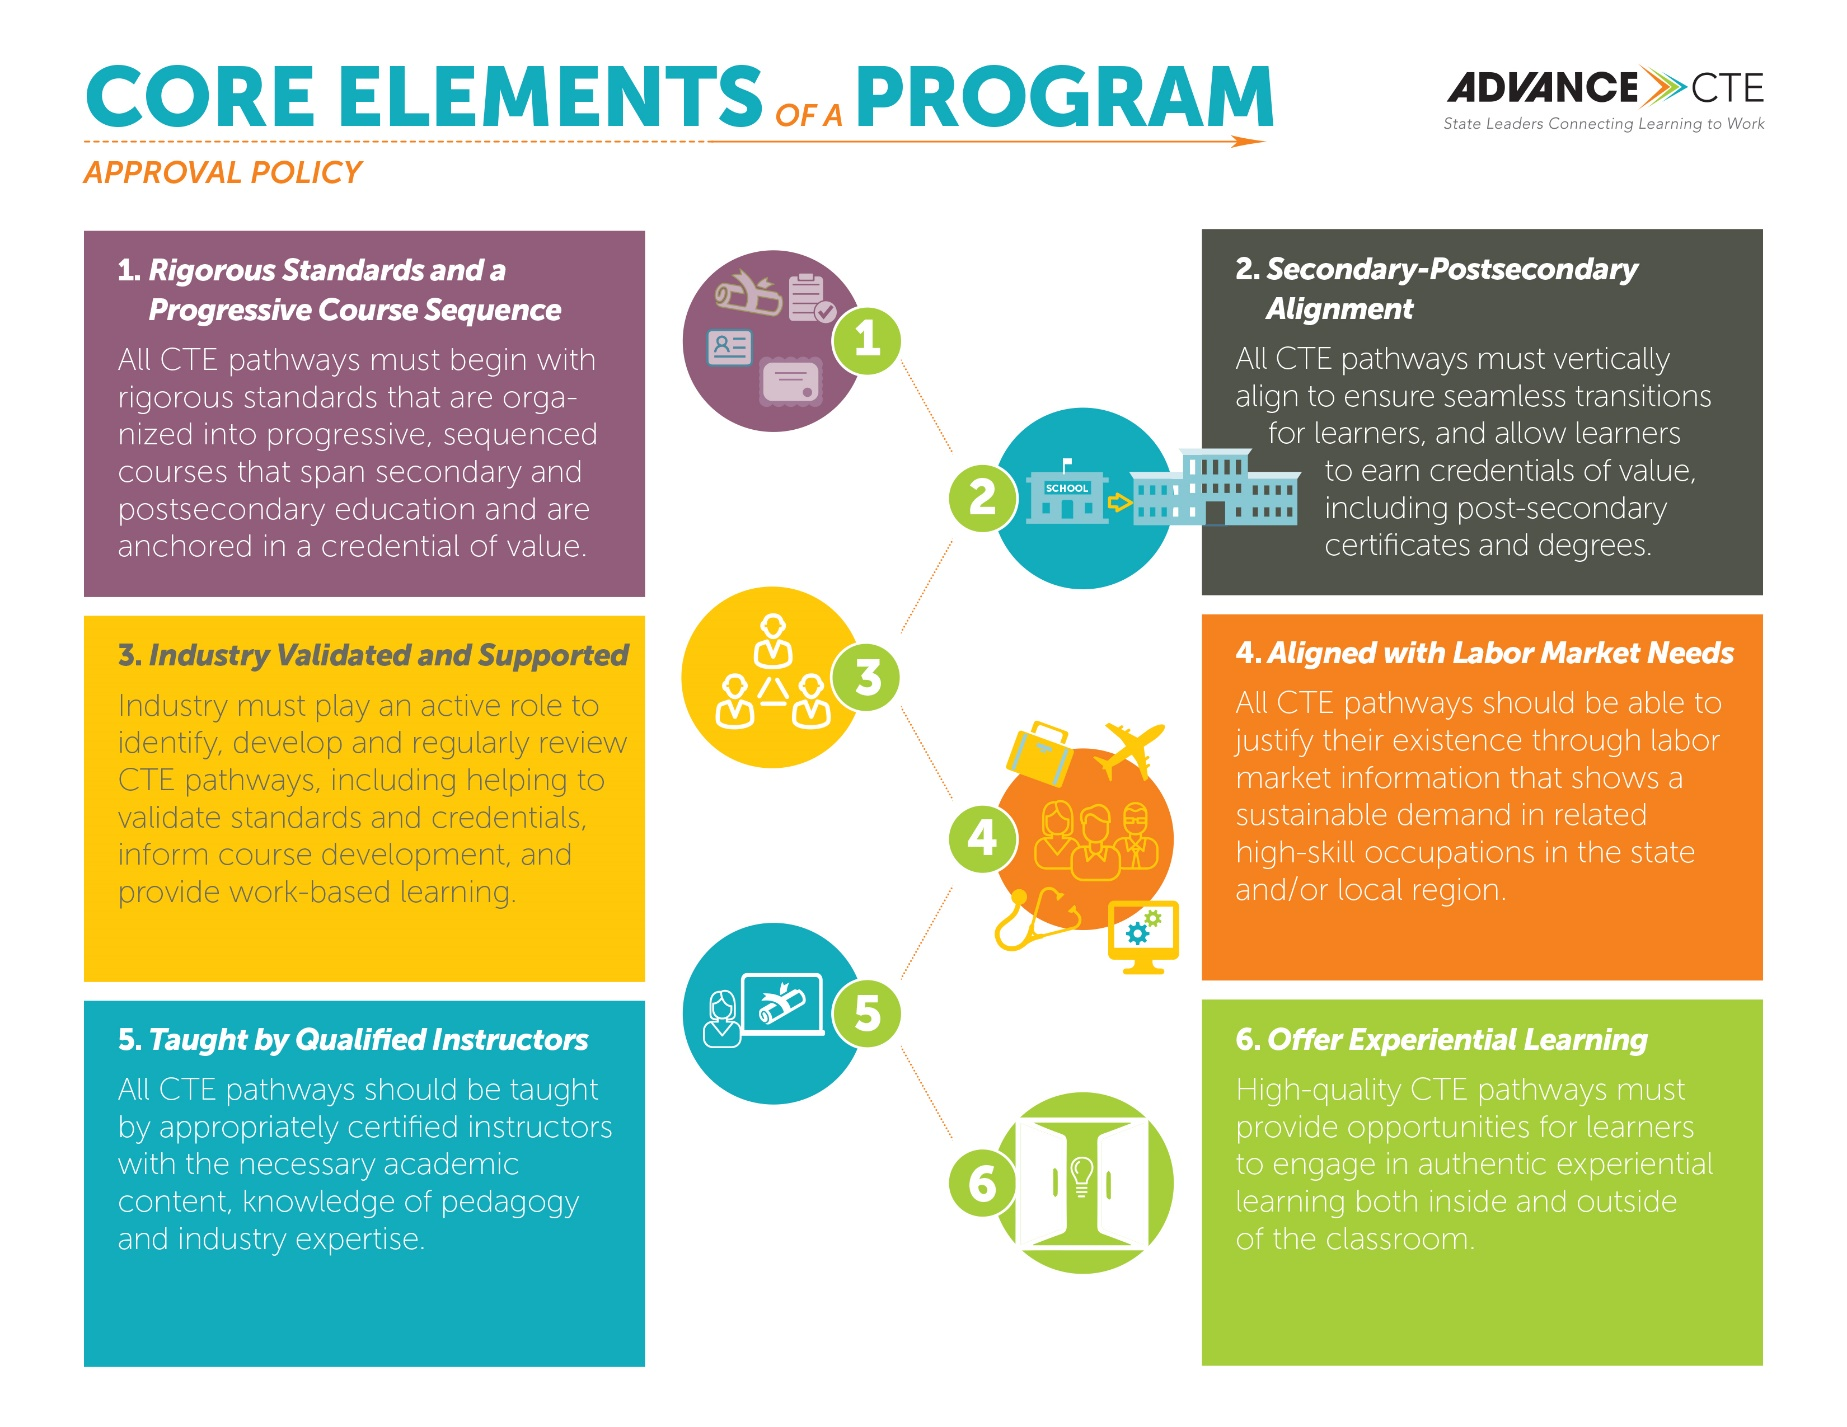 CORE ELEMENTS OF A PROGRAM
APPROVAL POLICY
ADVANCE CTE
State Leaders Connecting Learning to Work
1. Rigorous Standards and a
Progressive Course Sequence
All CTE pathways must begin with
rigorous standards that are orga-
nized into progressive, sequenced
courses that span secondary and
postsecondary education and are
anchored in a credential of value.
1
2. Secondary-Postsecondary
Alignment
All CTE pathways must vertically
align to ensure seamless transitions
for learners, and allow learners
to earn credentials of value,
including post-secondary
certificates and degrees.
2
SCHOOL
3. Industry Validated and Supported
Industry must play an active role to
identify, develop and regularly review
CTE pathways, including helping to
validate standards and credentials,
inform course development, and
provide work-based learning.
3
4. Aligned with Labor Market Needs
All CTE pathways should be able to
justify their existence through labor
market information that shows a
sustainable demand in related
high-skill occupations in the state
and/or local region.
4
5. Taught by Qualified Instructors
All CTE pathways should be taught
by appropriately certified instructors
with the necessary academic
content, knowledge of pedagogy
and industry expertise.
5
6. Offer Experiential Learning
High-quality CTE pathways must
provide opportunities for learners
to engage in authentic experiential
learning both inside and outside
of the classroom.
6